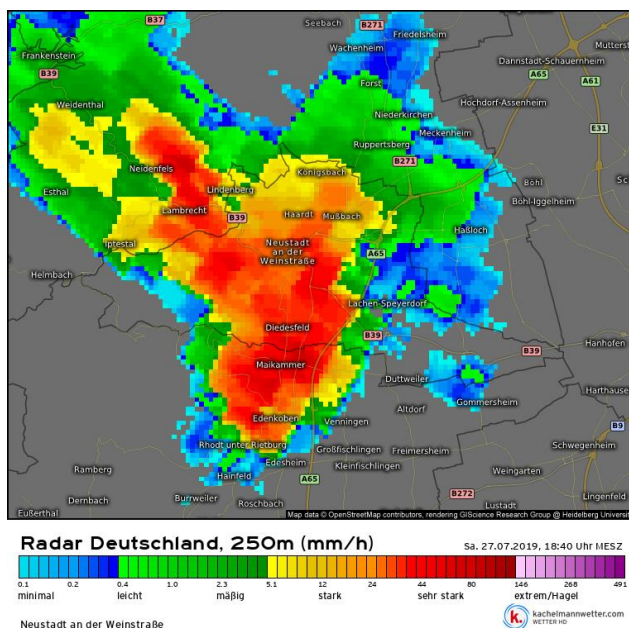 B37
Seebach
B271
Friedelsheim
Wachenheim
Mutterst
Frankenstein
Dannstadt-Schauernheim
B39
A65
A61
Forst
Weidenthal
Hochdorf-Assenheim
Niederkirchen
Meckenheim
E31
Ruppertsberg
B271
Neidenfels
Königsbach
Esthal
Lindenberg
Böhl
Lambrecht
B39
Haardt
Mußbach
Böhl-Iggelheim
Haßloch
Iptestal
Neustadt
an der
Weinstraße
A65
Helmbach
Lachen-Speyerdorf
Diedesfeld
B39
Hanhofen
B39
Maikammer
Duttweiler
Harthause
Gommersheim
Altdorf
Edenkoben
Venningen
B9
Rhodt unter Rietburg
Großfischlingen
Freimersheim
Schwegenheim
Edesheim
Kleinfischlingen
Ramberg
Hainfeld
A65
Weingarten
Dernbach
Burrweiler
Roschbach
B272
Lingenfeld
Eußerthal
Lustadt
Map data © OpenStreetMap contributors, rendering GIScience Research Group @ Heidelberg Universit
Radar Deutschland, 250m (mm/h)
Sa. 27.07.2019, 18:40 Uhr MESZ
0.1 0.2 0.4 1.0 2.3 5.1 12 24 44 80 146 268 491
minimal leicht mäßig stark sehr stark extrem/Hagel
Neustadt an der Weinstraße
k. kachelmannwetter.com
WETTER HD